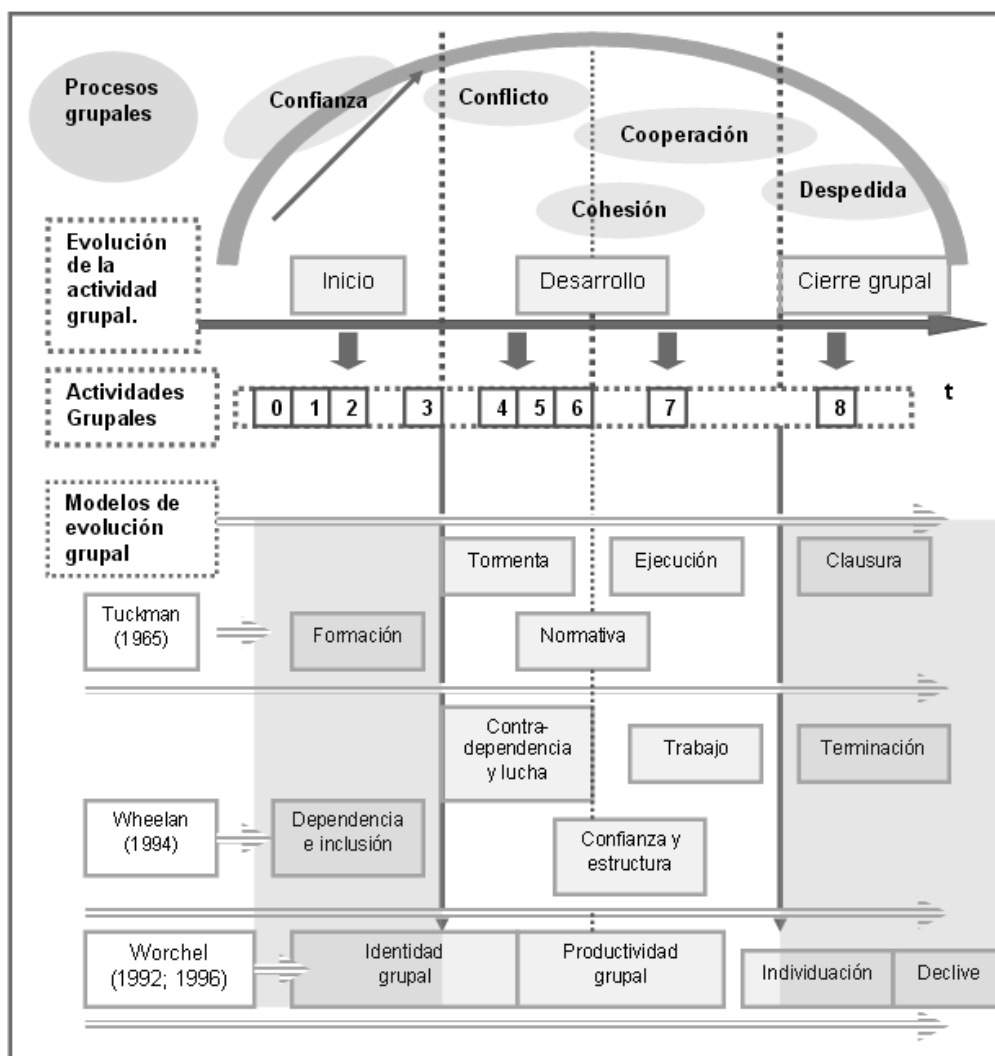 Procesos
grupales
Confianza
Conflicto
Cooperación
Despedida
Cohesión
Evolución
de la
actividad
grupal.
Inicio
Desarrollo
Cierre grupal
Actividades
Grupales
0 1 2 3 4 5 6 7 8
t
Modelos de
evolución
grupal
Tormenta
Ejecución
Clausura
Tuckman
(1965)
Formación
Normativa
Contra-
dependencia
y lucha
Trabajo
Terminación
Wheelan
(1994)
Dependencia
e inclusión
Confianza y
estructura
Worchel
(1992; 1996)
Identidad
grupal
Productividad
grupal
Individuación
Declive